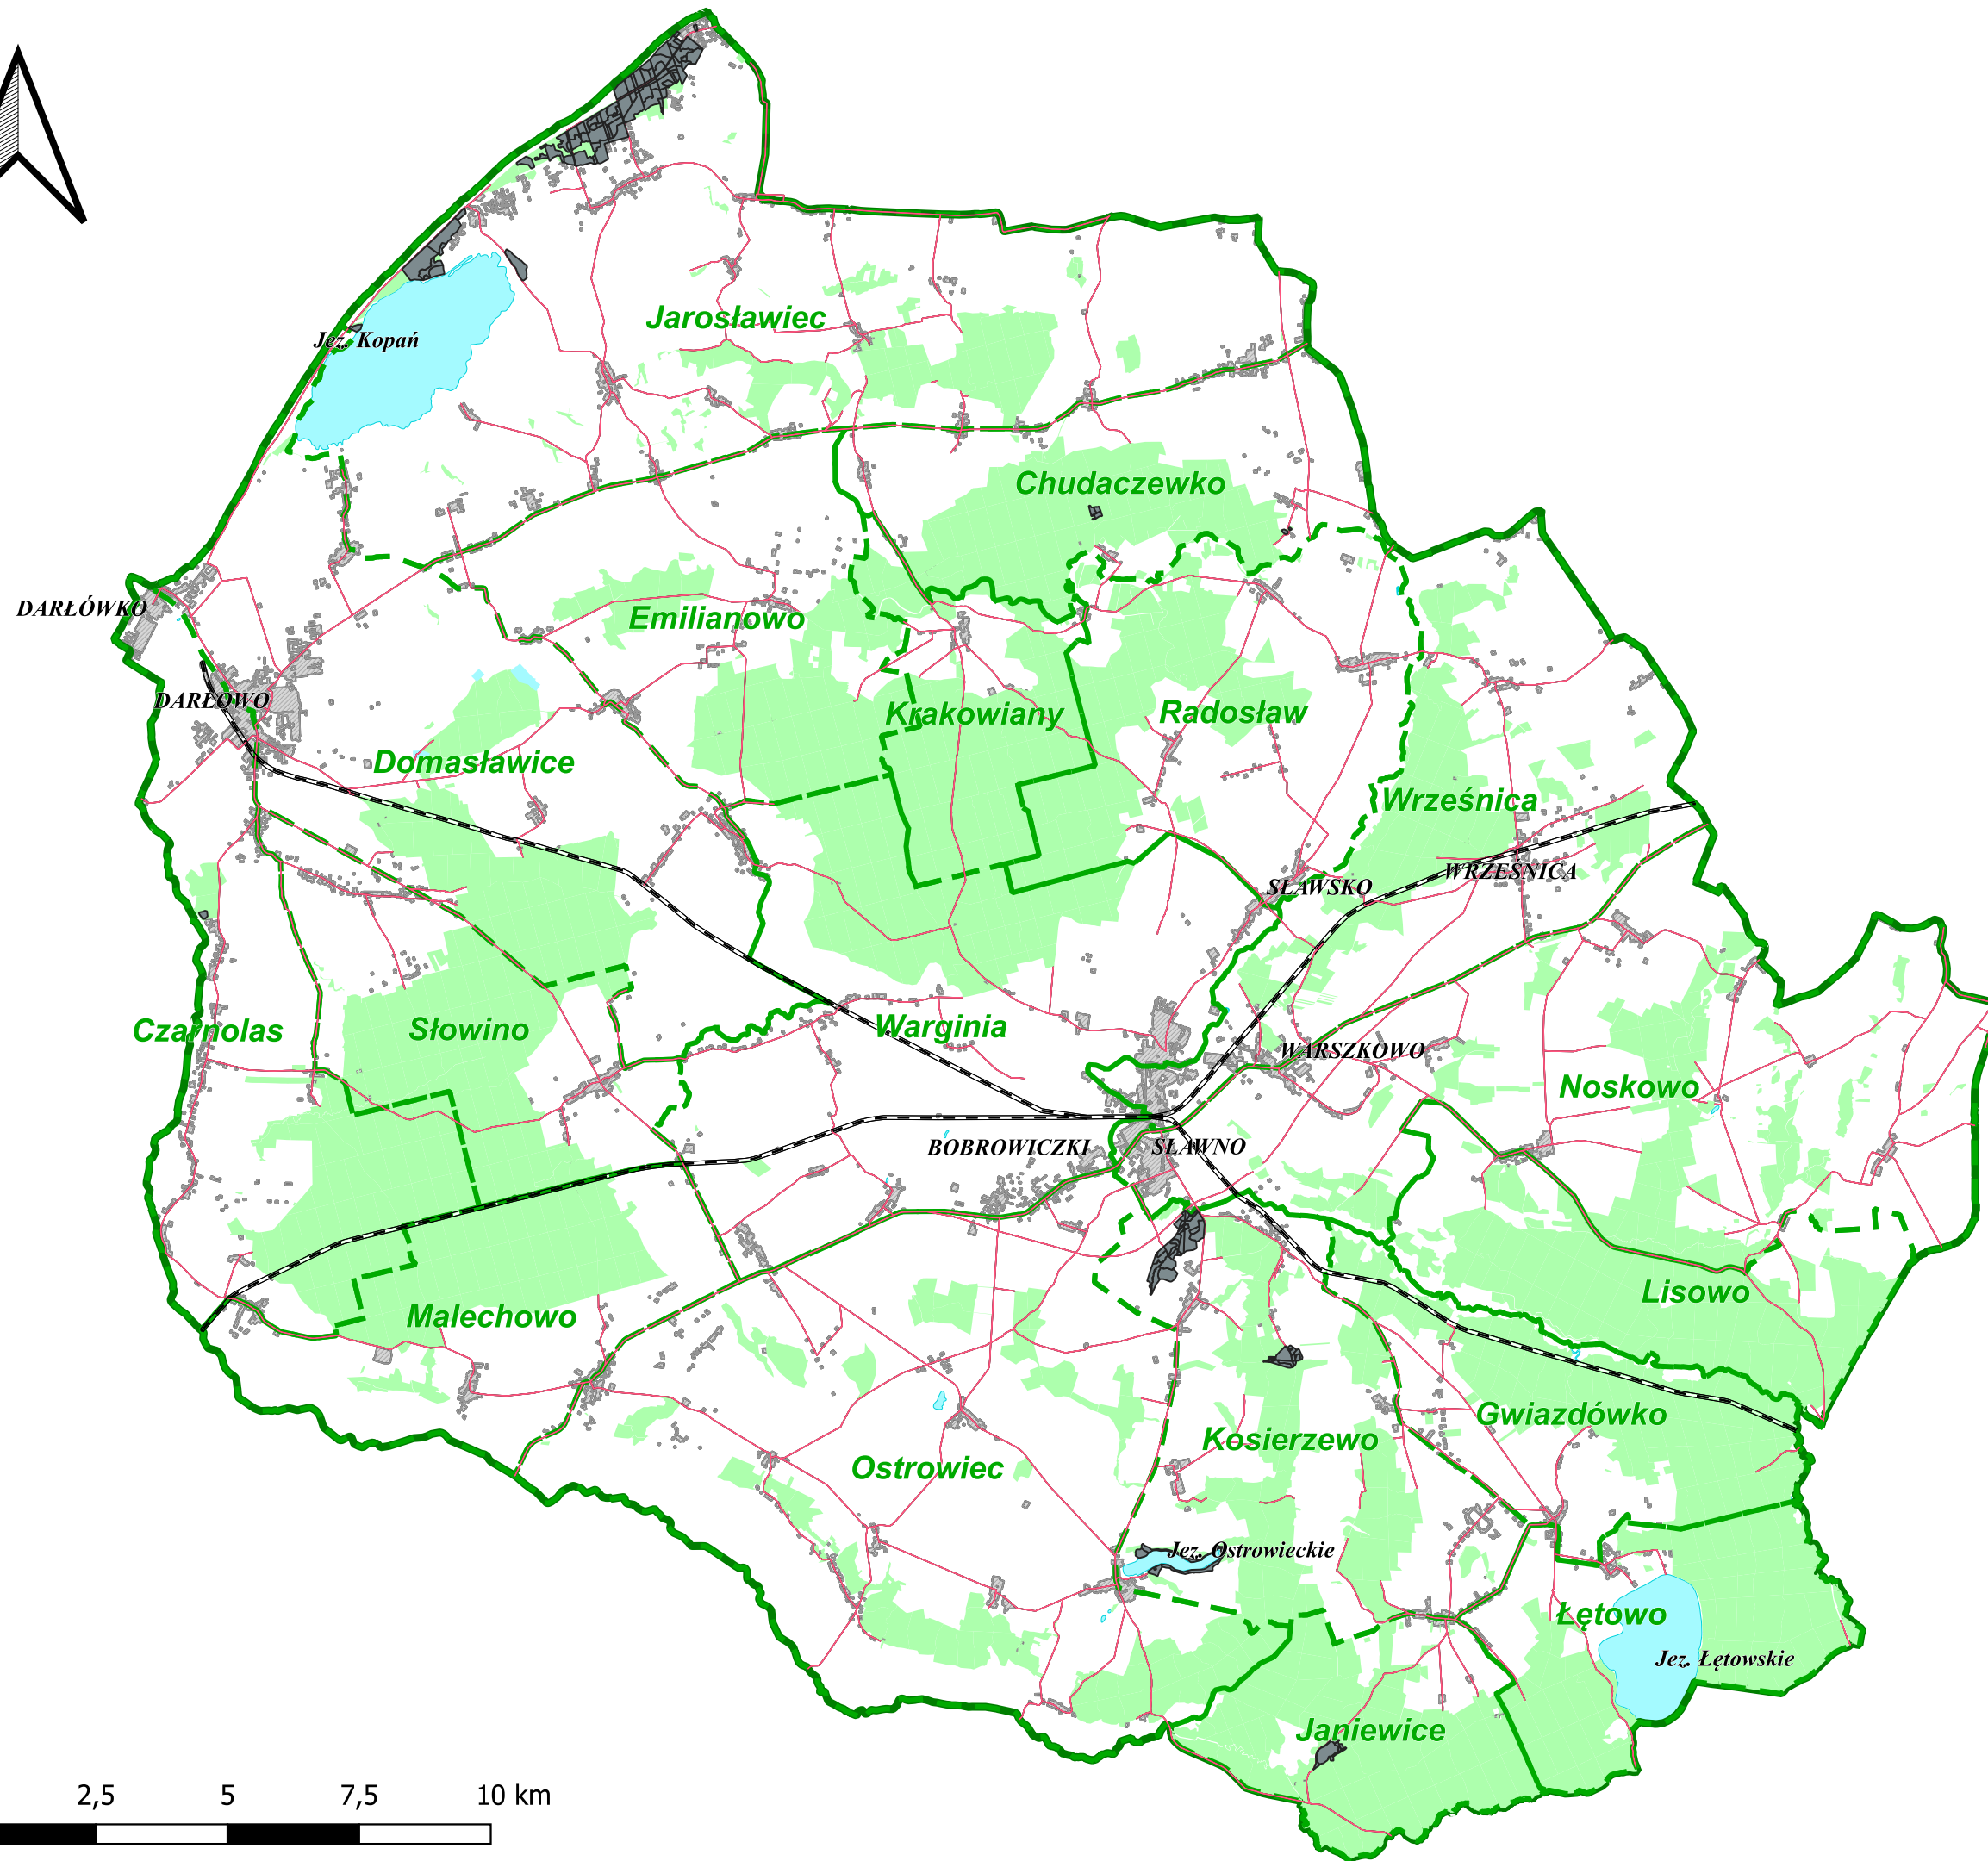 Jarosławiec
Jez. Kopań
Chudaczewko
DARŁÓWKO
Emilianowo
DARŁOWO
Krakowiany
Radosław
Domasławice
Wrześnica
WRZEŚNICA
SŁAWSKO
Czarnolas
Słowino
Warginia
WARSZKOWO
Noskowo
BOBROWICZKI
SŁAWNO
Lisowo
Malechowo
Gwiazdówko
Kosierzewo
Ostrowiec
Jez. Ostrowieckie
Łętowo
Jez. Łętowskie
Janiewice
2,5 5 7,5 10 km